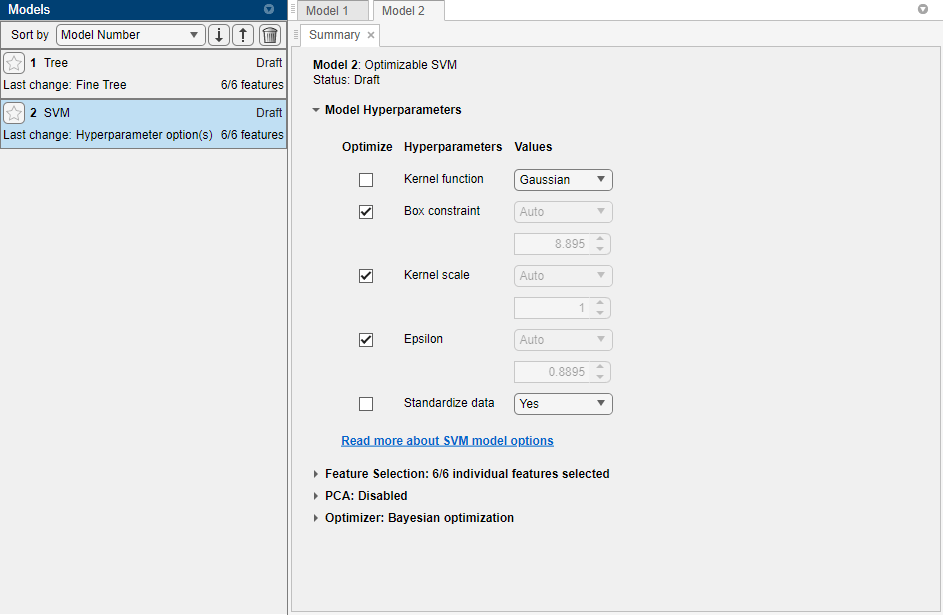 Models
Sort by Model Number
1 Tree Draft
Last change: Fine Tree 6/6 features
2 SVM Draft
Last change: Hyperparameter option(s) 6/6 features
Model 1 Model 2
Summary
Model 2: Optimizable SVM
Status: Draft
Model Hyperparameters
Optimize Hyperparameters Values
Kernel function Gaussian
Box constraint Auto
8.895
Kernel scale Auto
1
Epsilon Auto
0.8895
Standardize data Yes
Read more about SVM model options
Feature Selection: 6/6 individual features selected
PCA: Disabled
Optimizer: Bayesian optimization